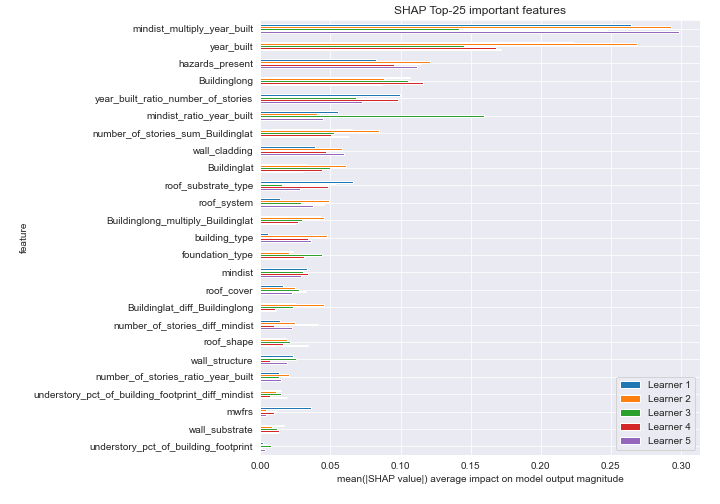 SHAP Top-25 important features
mindist_multiply_year_built
year_built
hazards_present
Buildinglong
year_built_ratio_number_of_stories
mindist_ratio_year_built
number_of_stories_sum_Buildinglat
wall_cladding
Buildinglat
roof_substrate_type
roof_system
Buildinglong_multiply_Buildinglat
building_type
foundation_type
mindist
roof_cover
Buildinglat_diff_Buildinglong
number_of_stories_diff_mindist
roof_shape
wall_structure
number_of_stories_ratio_year_built
understory_pct_of_building_footprint_diff_mindist
mwfrs
wall_substrate
understory_pct_of_building_footprint
feature
Learner 1
Learner 2
Learner 3
Learner 4
Learner 5
0.00 0.05 0.10 0.15 0.20 0.25 0.30
mean(|SHAP value|) average impact on model output magnitude